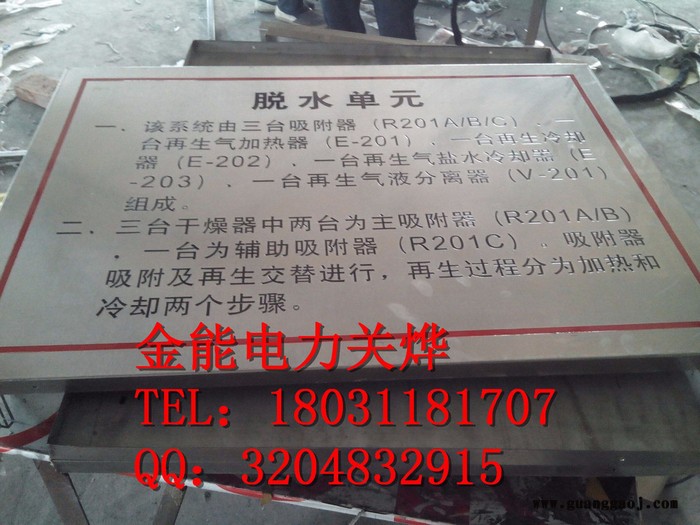 脱水单元
一、该系统由三台吸附器（R201A/B/C）、一
台再生气加热器（E-201）、一台再生冷却
器（E-202）、一台再生气盐水冷却器（E
-203）、一台再生气液分离器（V-201）
组成。
二、三台干燥器中两台为主吸附器（R201A/B）
，一台为辅助吸附器（R201C）。吸附器
吸附及再生交替进行，再生过程分为加热和
冷却两个步骤。
金能电力关烨
TEL：18031181707
QQ：3204832915
www.guanggaoj.com